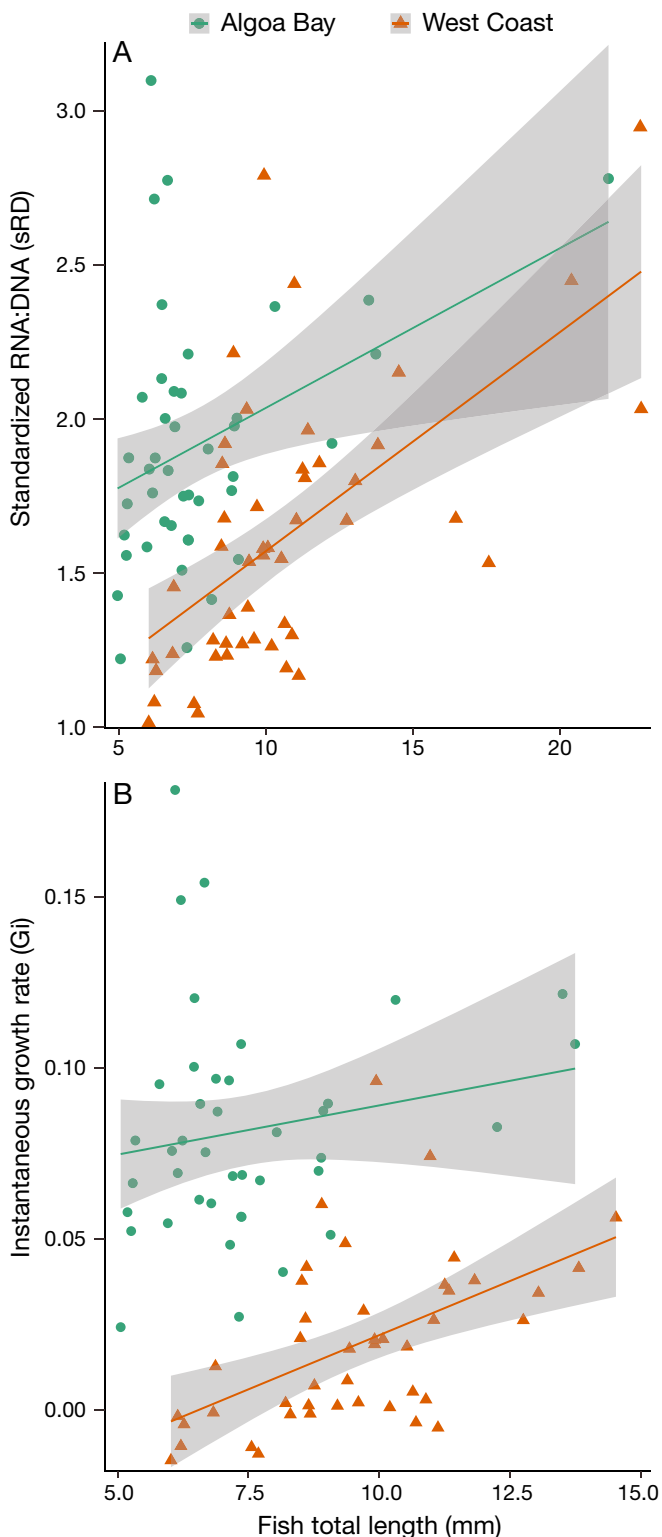 Algoa Bay West Coast
A
3.0
2.5
2.0
1.5
1.0
Standardized RNA:DNA (sRD)
5 10 15 20
B
0.15
0.10
0.05
0.00
Instantaneous growth rate (Gi)
5.0 7.5 10.0 12.5 15.0
Fish total length (mm)